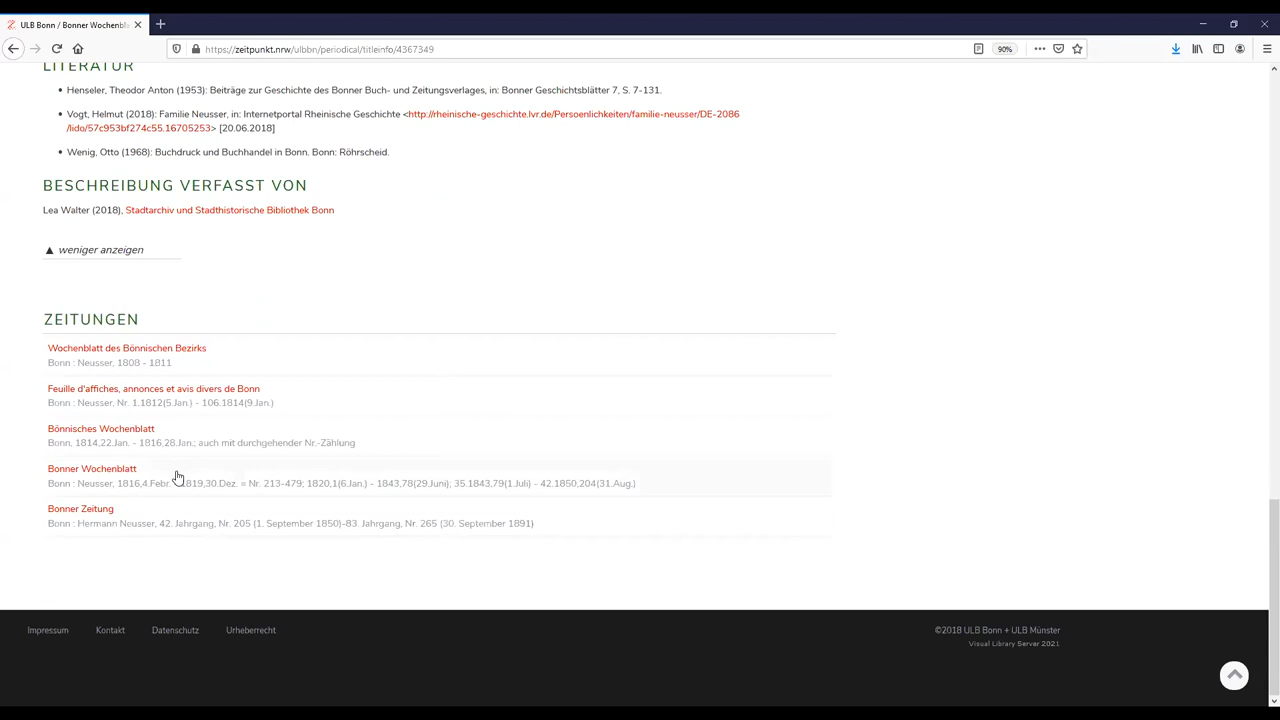 ULB Bonn / Bonner Wochenbl
https://zeitpunkt.nrw/ulbbn/periodical/titleinfo/4367349
90%
LITERATUR
• Henseler, Theodor Anton (1953): Beiträge zur Geschichte des Bonner Buch- und Zeitungsverlages, in: Bonner Geschichtsblätter 7, S. 7-131.
• Vogt, Helmut (2018): Familie Neusser, in: Internetportal Rheinische Geschichte <http://rheinische-geschichte.lvr.de/Persoenlichkeiten/familie-neusser/DE-2086
/lido/57c953bf274c55.16705253> [20.06.2018]
• Wenig, Otto (1968): Buchdruck und Buchhandel in Bonn. Bonn: Röhrscheid.
BESCHREIBUNG VERFASST VON
Lea Walter (2018), Stadtarchiv und Stadthistorische Bibliothek Bonn
▲ weniger anzeigen
ZEITUNGEN
Wochenblatt des Bönnischen Bezirks
Bonn : Neusser, 1808 - 1811
Feuille d'affiches, annonces et avis divers de Bonn
Bonn : Neusser, Nr. 1.1812(5.Jan.) - 106.1814(9.Jan.)
Bönnisches Wochenblatt
Bonn, 1814,22.Jan. - 1816,28.Jan.; auch mit durchgehender Nr.-Zählung
Bonner Wochenblatt
Bonn : Neusser, 1816,4.Febr. 1819,30.Dez. = Nr. 213-479; 1820,1(6.Jan.) - 1843,78(29.Juni); 35.1843,79(1.Juli) - 42.1850,204(31.Aug.)
Bonner Zeitung
Bonn : Hermann Neusser, 42. Jahrgang, Nr. 205 (1. September 1850)-83. Jahrgang, Nr. 265 (30. September 1891)
Impressum Kontakt Datenschutz Urheberrecht
©2018 ULB Bonn + ULB Münster
Visual Library Server 2021